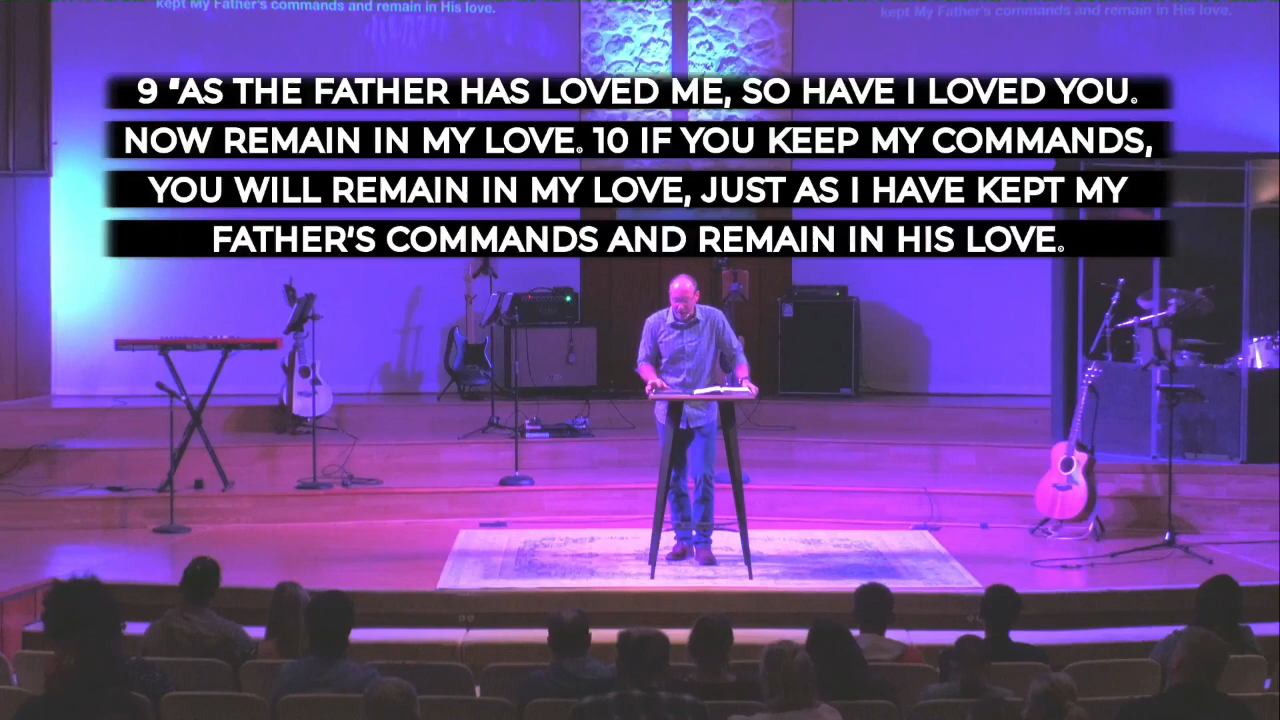 kept My Father's commands and remain in His love.
kept My Father's commands and remain in His love.
9 "AS THE FATHER HAS LOVED ME, SO HAVE I LOVED YOU.
NOW REMAIN IN MY LOVE. 10 IF YOU KEEP MY COMMANDS,
YOU WILL REMAIN IN MY LOVE, JUST AS I HAVE KEPT MY
FATHER'S COMMANDS AND REMAIN IN HIS LOVE.